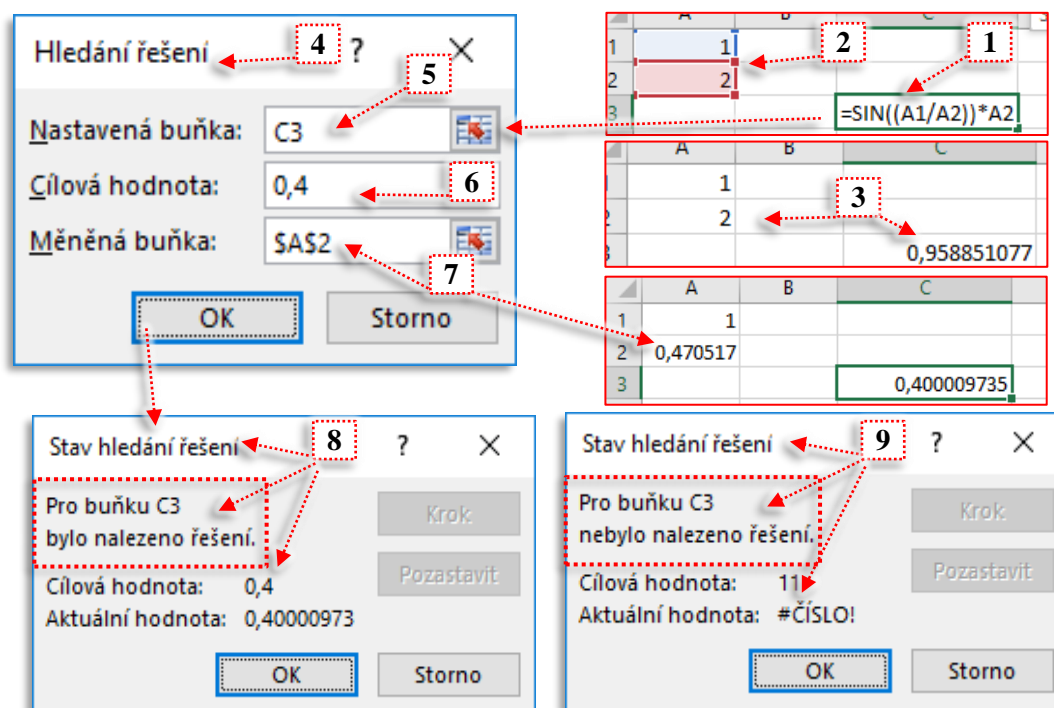 Hledání řešení 4 ?
5
Nastavená buňka: C3
Cílová hodnota: 0,4 6
Měněná buňka: $A$2
7
OK Storno
A B C
1 1 2 1
2 2
3 =SIN((A1/A2))*A2
A B C
1 1
2 2 3
3 0,958851077
A B C
1 1
2 0,470517
3 0,400009735
Stav hledání řešení 8 ?
Pro buňku C3
bylo nalezeno řešení.
Krok
Pozastavit
Cílová hodnota: 0,4
Aktuální hodnota: 0,40000973
OK Storno
Stav hledání řešení 9 ?
Pro buňku C3
nebylo nalezeno řešení.
Krok
Pozastavit
Cílová hodnota: 11
Aktuální hodnota: #ČÍSLO!
OK Storno